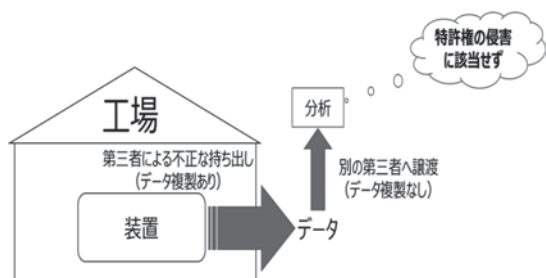 特許権の侵害
に該当せず
工場
分析
第三者による不正な持ち出し
(データ複製あり)
別の第三者へ譲渡
(データ複製なし)
装置
データ